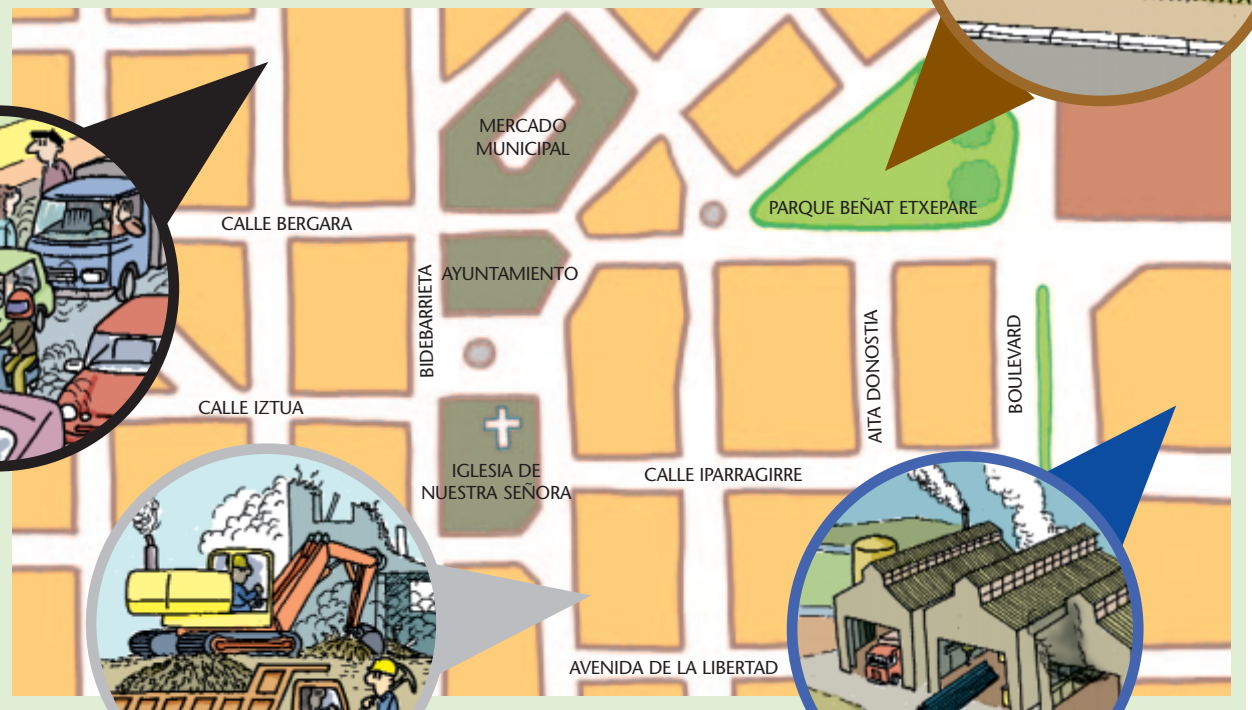 MERCADO
MUNICIPAL
PARQUE BEÑAT ETXEPARE
CALLE BERGARA
AYUNTAMIENTO
BIDEBARRIETA
AITA DONOSTIA
BOULEVARD
CALLE IZTUA
IGLESIA DE
NUESTRA SEÑORA
CALLE IPARRAGIRRE
AVENIDA DE LA LIBERTAD